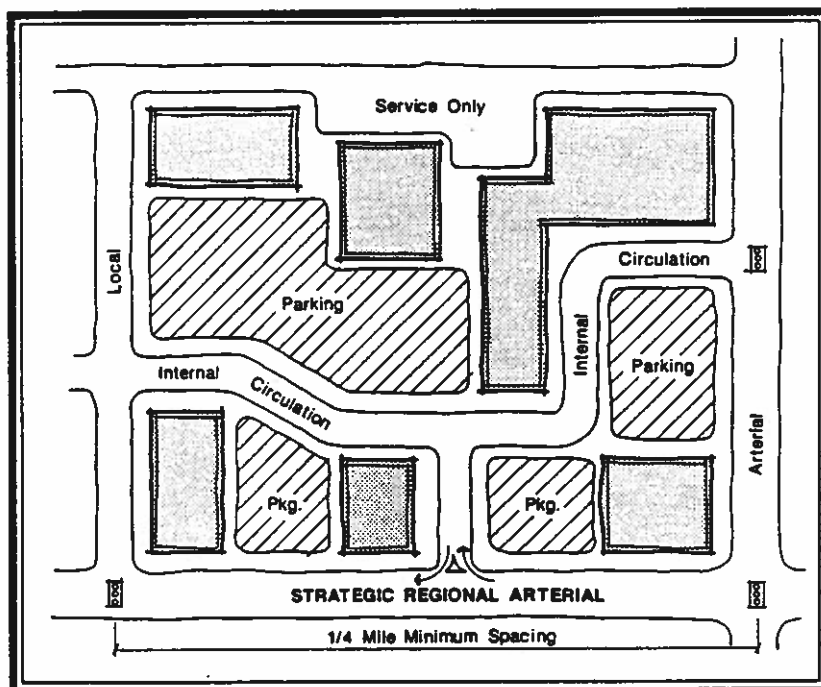 Service Only
Local
Circulation
Parking
Internal
Parking
Internal
Circulation
Arterial
Pkg.
Pkg.
STRATEGIC REGIONAL ARTERIAL
1/4 Mile Minimum Spacing